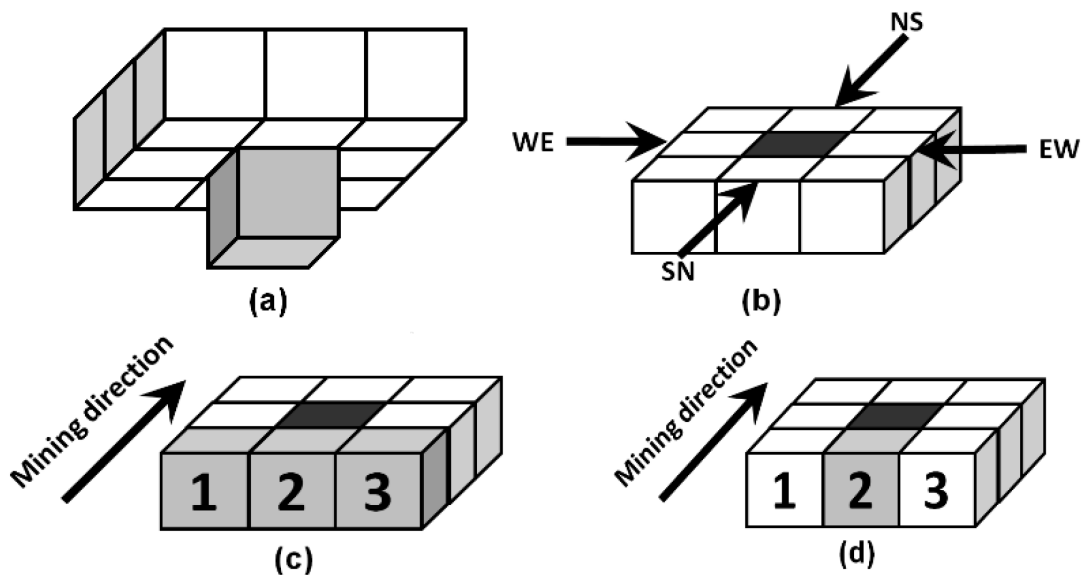 NS
WE
EW
SN
(a)
(b)
Mining direction
1 2 3
(c)
Mining direction
1 2 3
(d)